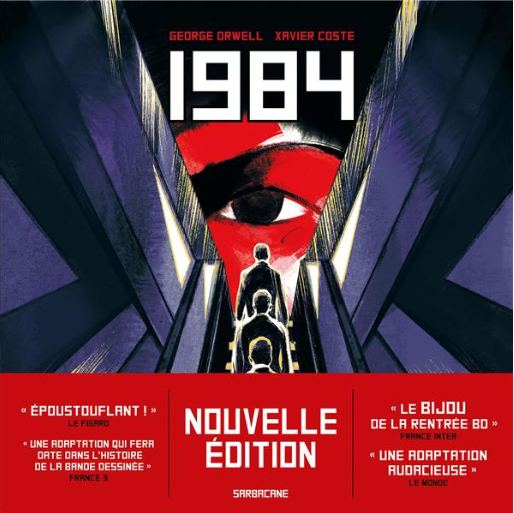 GEORGE ORWELL XAVIER COSTE
1984
« ÉPOUSTOUFLANT ! »
LE FIGARO
« UNE ADAPTATION QUI FERA
DATE DANS L'HISTOIRE
DE LA BANDE DESSINÉE »
FRANCE 3
NOUVELLE
ÉDITION
SARBACANE
« LE BIJOU
DE LA RENTRÉE BD »
FRANCE INTER
« UNE ADAPTATION
AUDACIEUSE »
LE MONDE